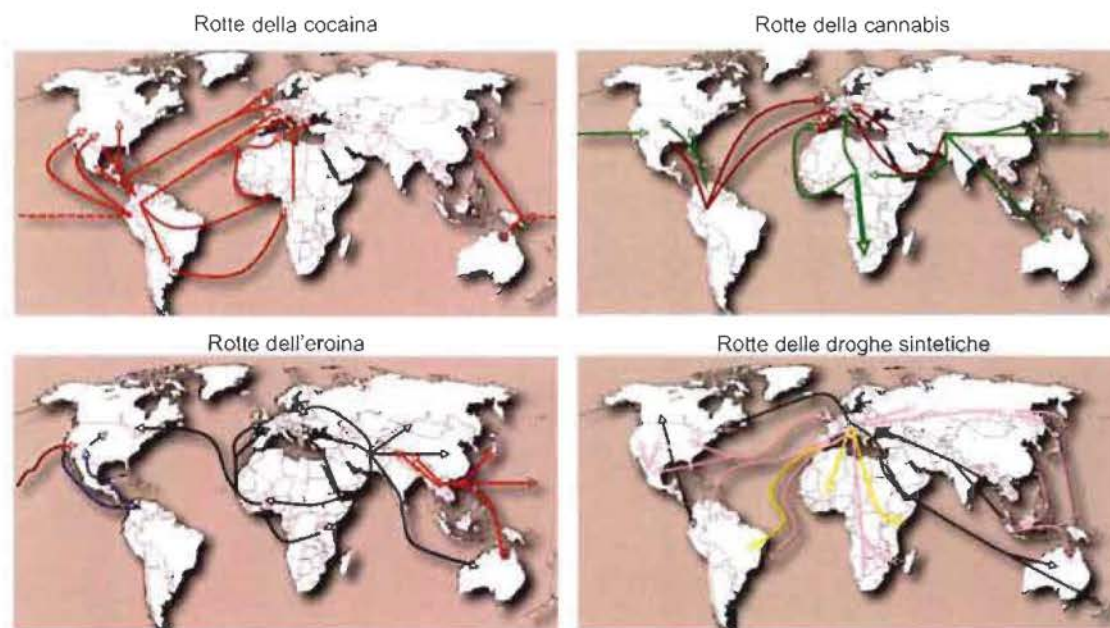 Rotte della cocaina
Rotte della cannabis
Rotte dell'eroina
Rotte delle droghe sintetiche